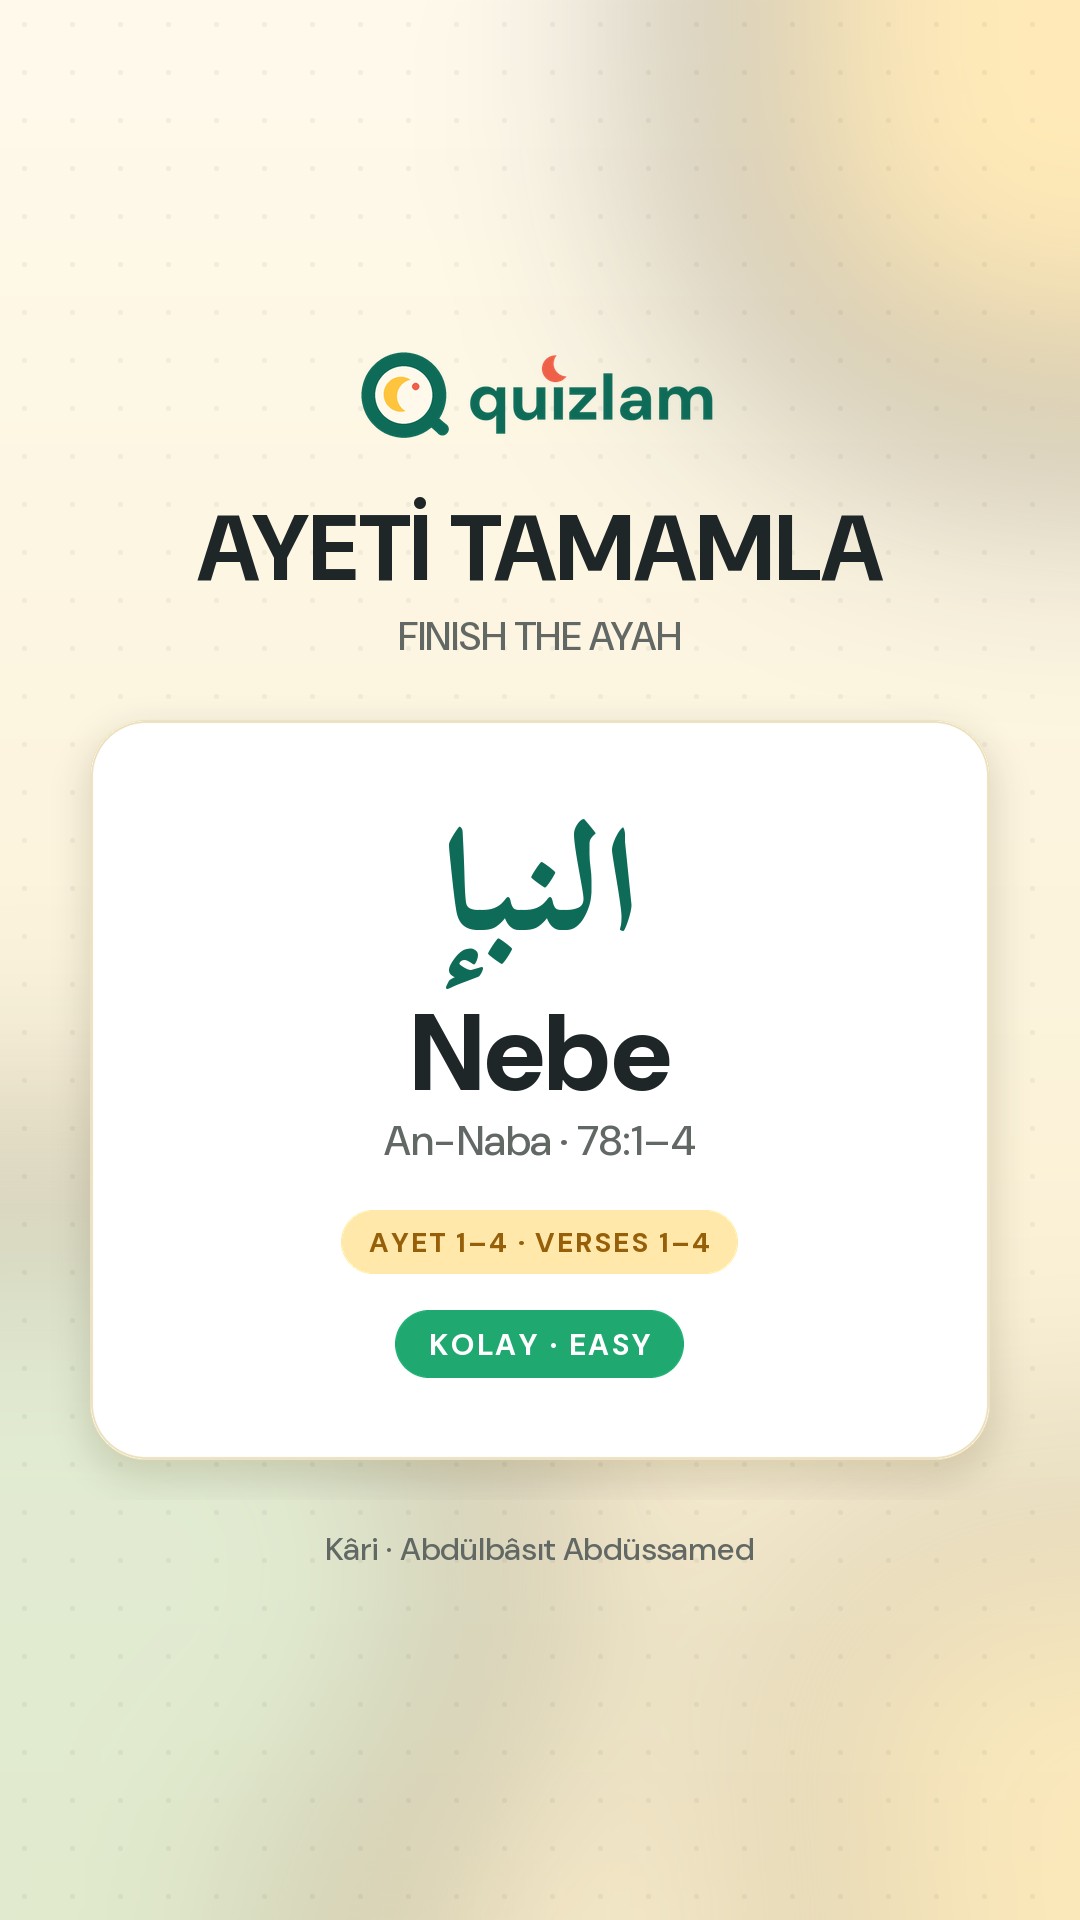 quizlam
AYETİ TAMAMLA
FINISH THE AYAH
النبإ
Nebe
An-Naba · 78:1–4
AYET 1–4 · VERSES 1–4
KOLAY · EASY
Kâri · Abdülbâsıt Abdüssamed